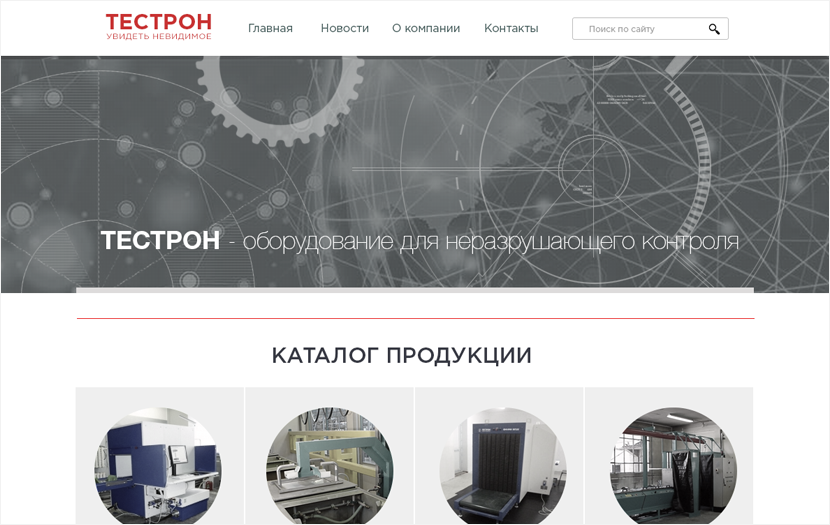 ТЕСТРОН
УВИДЕТЬ НЕВИДИМОЕ
Главная Новости О компании Контакты Поиск по сайту
ТЕСТРОН - оборудование для неразрушающего контроля
КАТАЛОГ ПРОДУКЦИИ